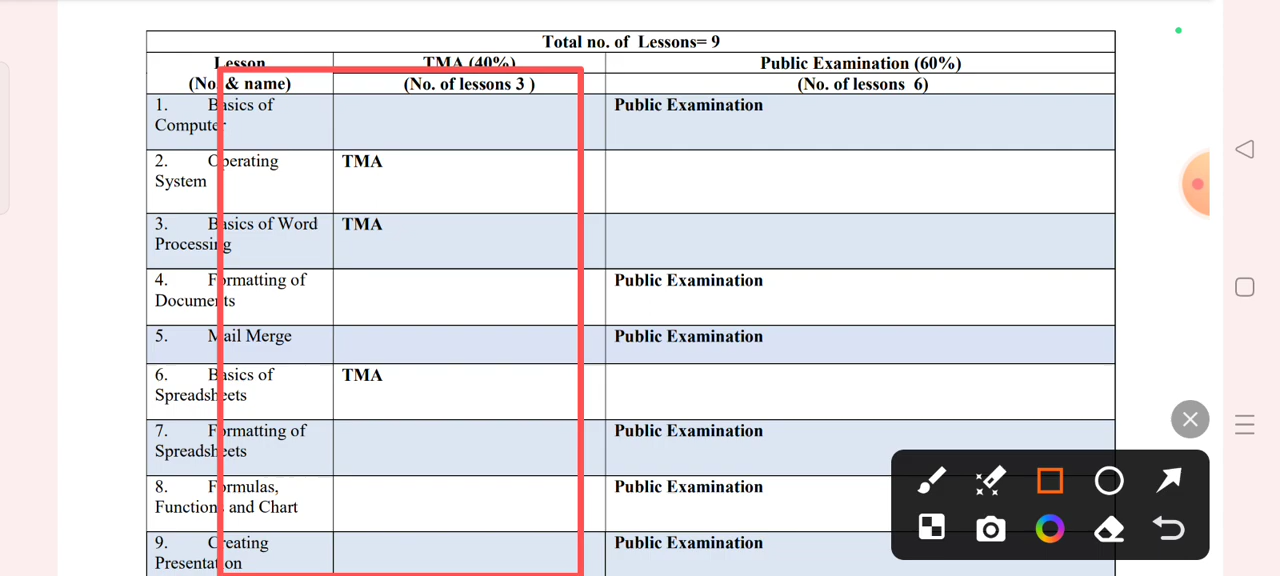 Total no. of Lessons= 9
Lesson TMA (40%) Public Examination (60%)
(No. & name) (No. of lessons 3 ) (No. of lessons 6)
1. Basics of Public Examination
Computer
2. Operating TMA
System
3. Basics of Word TMA
Processing
4. Formatting of Public Examination
Documents
5. Mail Merge Public Examination
6. Basics of TMA
Spreadsheets
7. Formatting of Public Examination
Spreadsheets
8. Formulas, Public Examination
Function and Chart
9. Creating Public Examination
Presentation